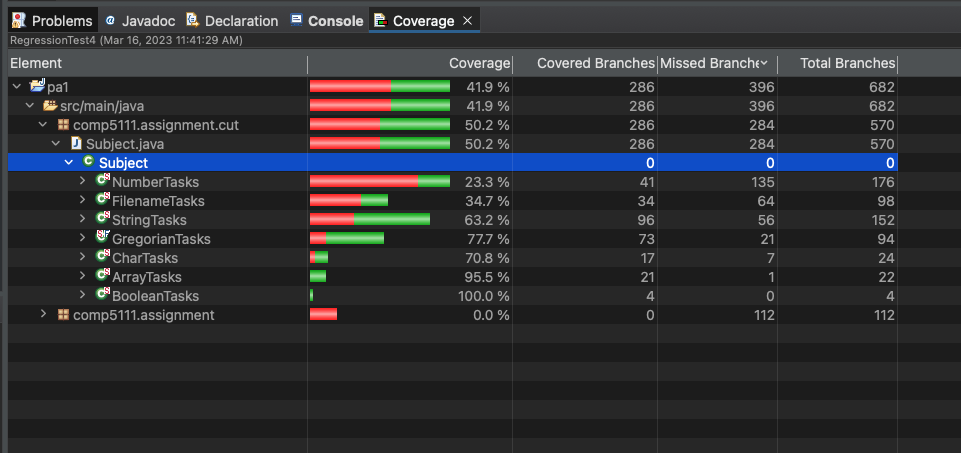 Problems @ Javadoc Declaration Console Coverage
RegressionTest4 (Mar 16, 2023 11:41:29 AM)
Element Coverage Covered Branches Missed Branche Total Branches
pa1 41.9 % 286 396 682
src/main/java 41.9 % 286 396 682
comp5111.assignment.cut 50.2 % 286 284 570
Subject.java 50.2 % 286 284 570
Subject 0 0 0
NumberTasks 23.3 % 41 135 176
FilenameTasks 34.7 % 34 64 98
StringTasks 63.2 % 96 56 152
GregorianTasks 77.7 % 73 21 94
CharTasks 70.8 % 17 7 24
ArrayTasks 95.5 % 21 1 22
BooleanTasks 100.0 % 4 0 4
comp5111.assignment 0.0 % 0 112 112